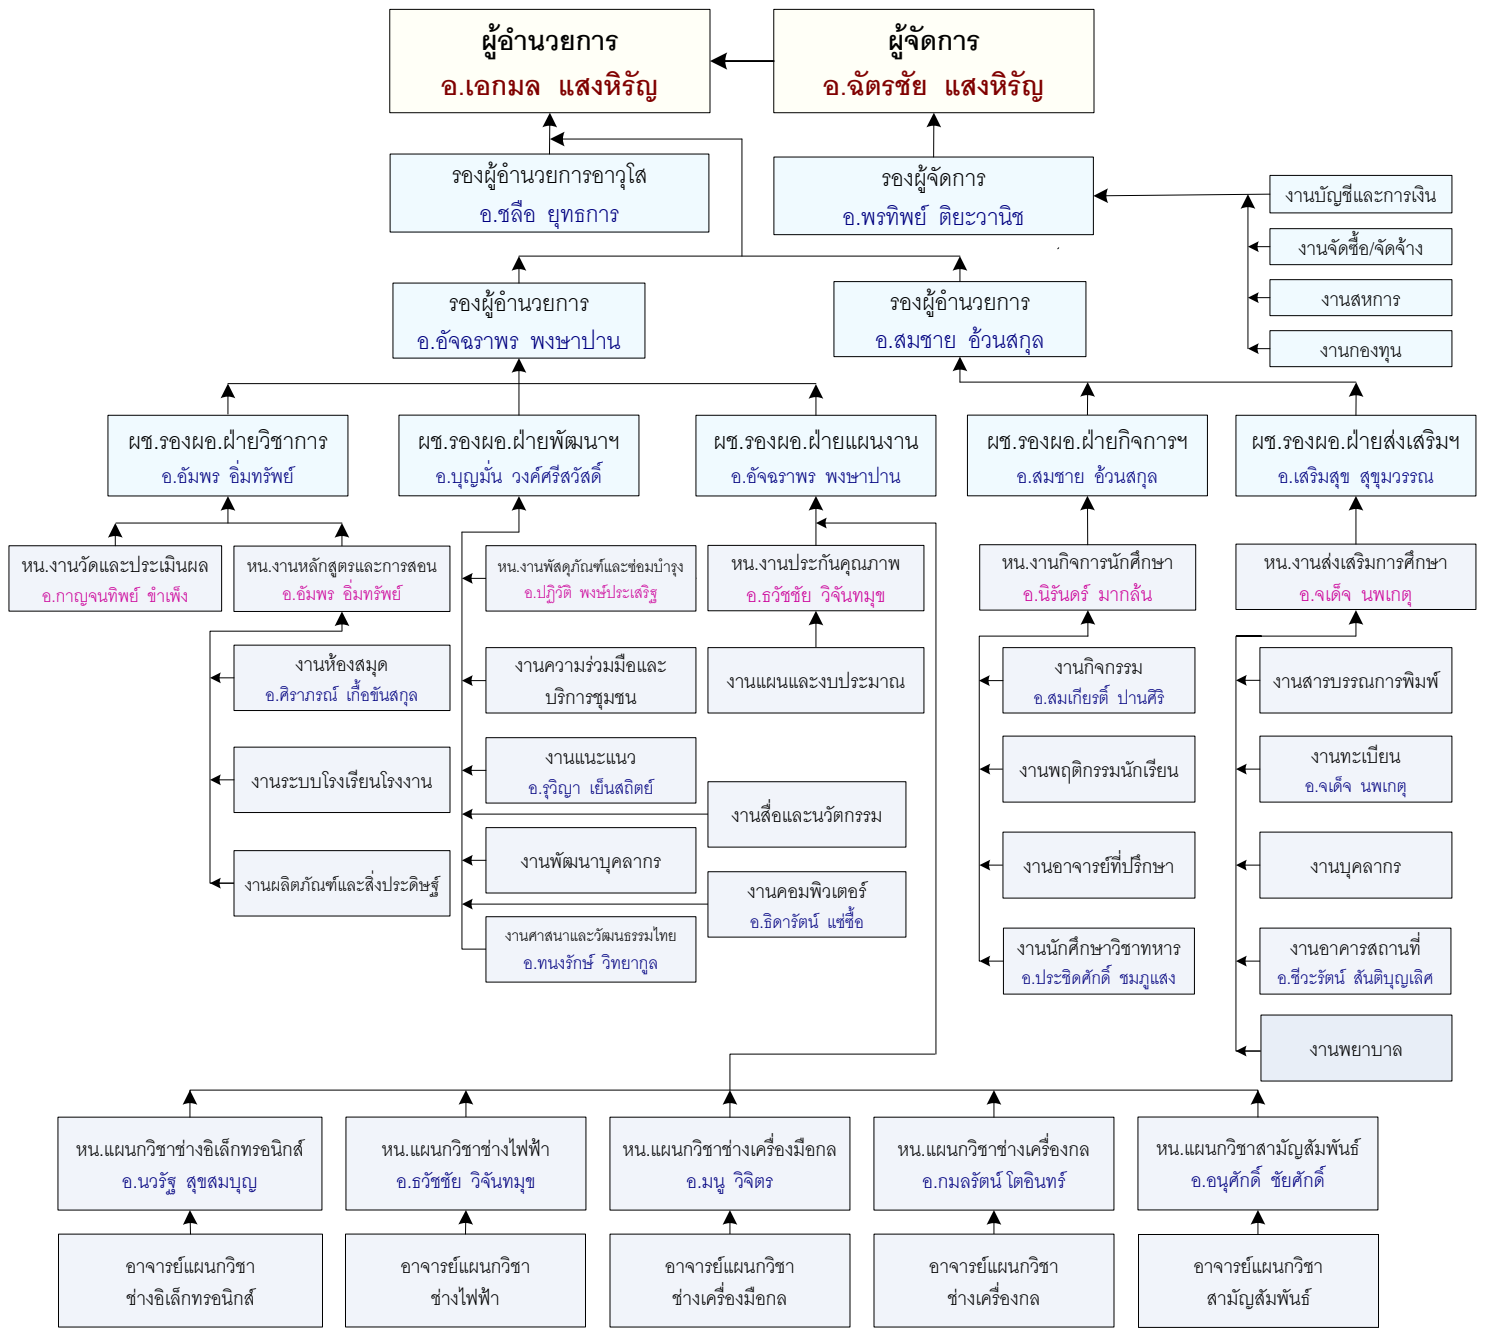 ผู้อำนวยการ
อ.เอกมล แสงหิรัญ
ผู้จัดการ
อ.ฉัตรชัย แสงหิรัญ
รองผู้อำนวยการอาวุโส
อ.ชลือ ยุทธการ
รองผู้จัดการ
อ.พรทิพย์ ติยะวานิช
งานบัญชีและการเงิน
งานจัดซื้อ/จัดจ้าง
งานสหการ
งานกองทุน
รองผู้อำนวยการ
อ.อัจฉราพร พงษาปาน
รองผู้อำนวยการ
อ.สมชาย อ้วนสกุล
ผช.รองผอ.ฝ่ายวิชาการ
อ.อัมพร อิ่มทรัพย์
ผช.รองผอ.ฝ่ายพัฒนาฯ
อ.บุญมั่น วงค์ศรีสวัสดิ์
ผช.รองผอ.ฝ่ายแผนงาน
อ.อัจฉราพร พงษาปาน
ผช.รองผอ.ฝ่ายกิจการฯ
อ.สมชาย อ้วนสกุล
ผช.รองผอ.ฝ่ายส่งเสริมฯ
อ.เสริมสุข สุขุมวรรณ
หน.งานวัดและประเมินผล
อ.กาญจนทิพย์ ขำเพ็ง
หน.งานหลักสูตรและการสอน
อ.อัมพร อิ่มทรัพย์
หน.งานพัสดุภัณฑ์และซ่อมบำรุง
อ.ปฏิวัติ พงษ์ประเสริฐ
หน.งานประกันคุณภาพ
อ.ธวัชชัย วิจันทมุข
หน.งานกิจการนักศึกษา
อ.นิรันดร์ มากล้น
หน.งานส่งเสริมการศึกษา
อ.จเด็จ นพเกตุ
งานห้องสมุด
อ.ศิราภรณ์ เกื้อขันสกุล
งานความร่วมมือและ
บริการชุมชน
งานแผนและงบประมาณ
งานกิจกรรม
อ.สมเกียรติ์ ปานศิริ
งานสารบรรณการพิมพ์
งานระบบโรงเรียนโรงงาน
งานแนะแนว
อ.รุวิญา เย็นสถิตย์
งานสื่อและนวัตกรรม
งานพฤติกรรมนักเรียน
งานทะเบียน
อ.จเด็จ นพเกตุ
งานผลิตภัณฑ์และสิ่งประดิษฐ์
งานพัฒนาบุคลากร
งานคอมพิวเตอร์
อ.ธิดารัตน์ แซ่ซื้อ
งานอาจารย์ที่ปรึกษา
งานบุคลากร
งานศาสนาและวัฒนธรรมไทย
อ.ทนงรักษ์ วิทยากูล
งานนักศึกษาวิชาทหาร
อ.ประชิดศักดิ์ ชมภูแสง
งานอาคารสถานที่
อ.ชีวะรัตน์ สันติบุญเลิศ
งานพยาบาล
หน.แผนกวิชาช่างอิเล็กทรอนิกส์
อ.นวรัฐ สุขสมบุญ
หน.แผนกวิชาช่างไฟฟ้า
อ.ธวัชชัย วิจันทมุข
หน.แผนกวิชาช่างเครื่องมือกล
อ.มนู วิจิตร
หน.แผนกวิชาช่างเครื่องกล
อ.กมลรัตน์ โตอินทร์
หน.แผนกวิชาสามัญสัมพันธ์
อ.อนุศักดิ์ ชัยศักดิ์
อาจารย์แผนกวิชา
ช่างอิเล็กทรอนิกส์
อาจารย์แผนกวิชา
ช่างไฟฟ้า
อาจารย์แผนกวิชา
ช่างเครื่องมือกล
อาจารย์แผนกวิชา
ช่างเครื่องกล
อาจารย์แผนกวิชา
สามัญสัมพันธ์